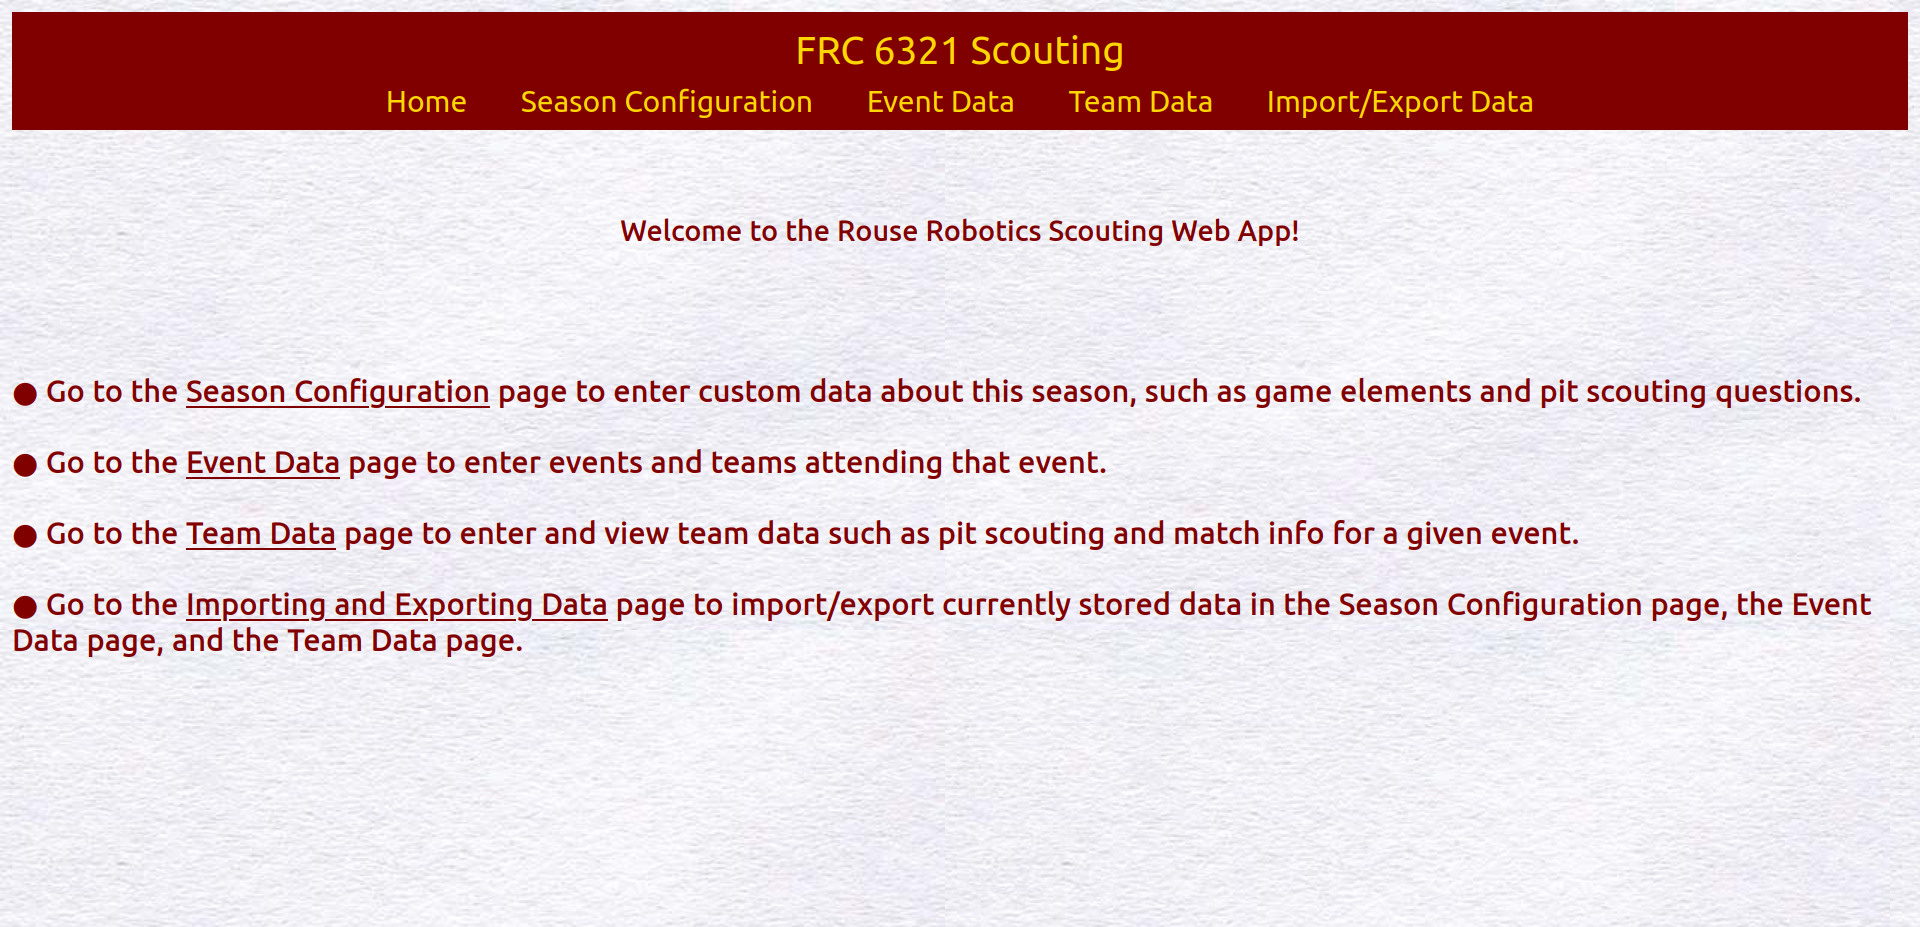 FRC 6321 Scouting
Home Season Configuration Event Data Team Data Import/Export Data
Welcome to the Rouse Robotics Scouting Web App!
● Go to the Season Configuration page to enter custom data about this season, such as game elements and pit scouting questions.
● Go to the Event Data page to enter events and teams attending that event.
● Go to the Team Data page to enter and view team data such as pit scouting and match info for a given event.
● Go to the Importing and Exporting Data page to import/export currently stored data in the Season Configuration page, the Event
Data page, and the Team Data page.